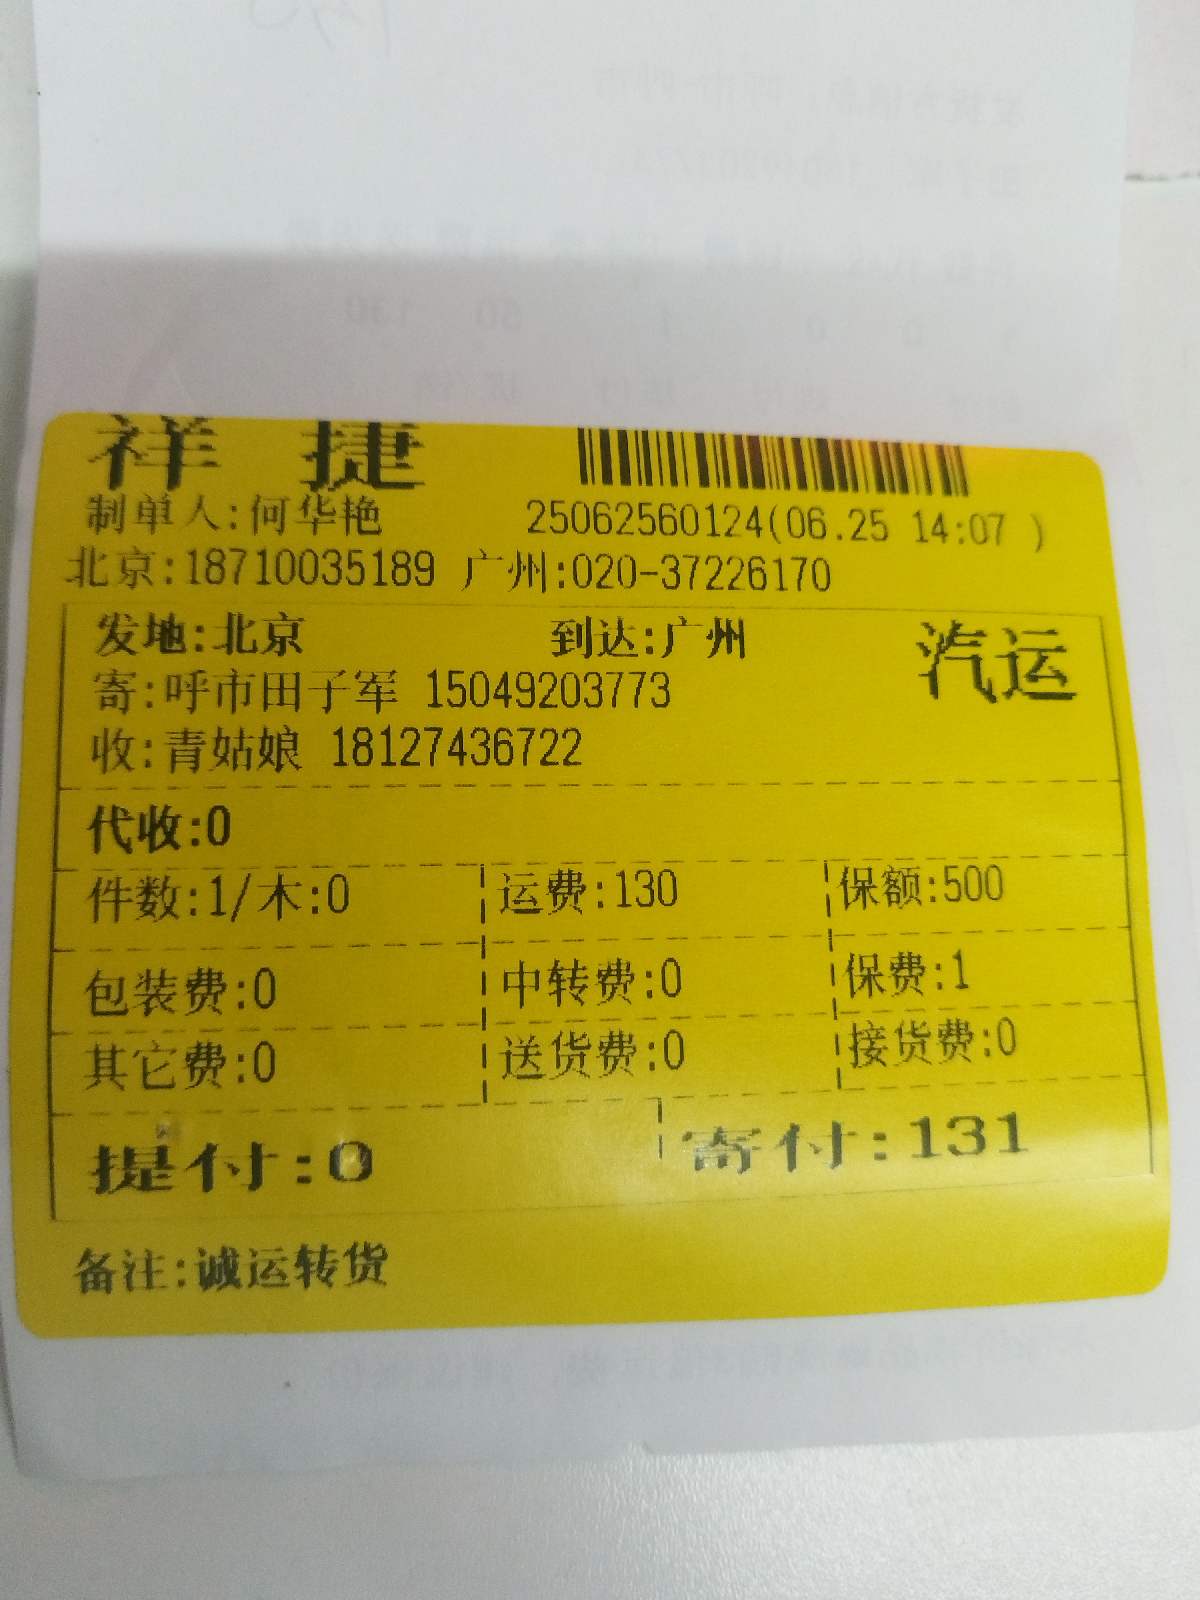 祥 捷
制单人:何华艳 25062560124(06.25 14:07 )
北京:18710035189 广州:020-37226170
发地:北京 到达:广州 汽运
寄:呼市田子军 15049203773
收:青姑娘 18127436722
代收:0
件数:1/木:0 运费:130 保额:500
包装费:0 中转费:0 保费:1
其它费:0 送货费:0 接货费:0
提付:0 寄付:131
备注:诚运转货